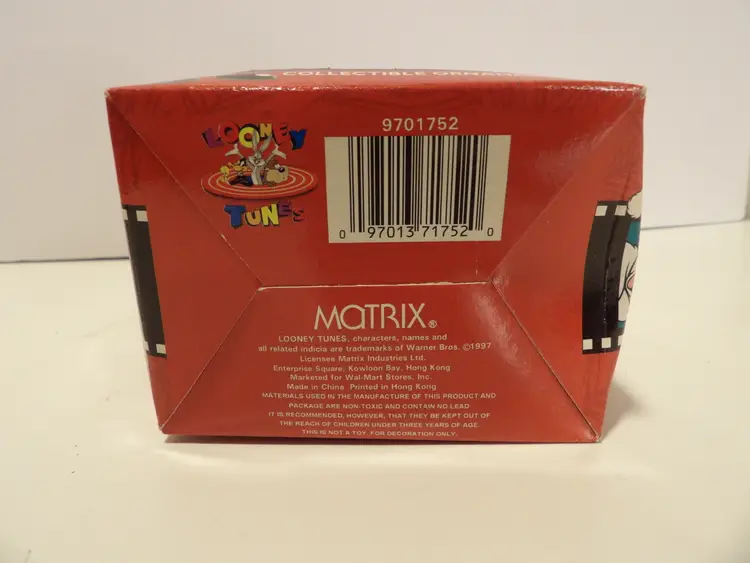 COLLECTIBLE ORNAM
LOONEY
TUNES
9701752
0 97013 71752 0
MATRIX®
LOONEY TUNES, characters, names and
all related indicia are trademarks of Warner Bros. ©1997
Licensee Matrix Industries Ltd.
Enterprise Square, Kowloon Bay, Hong Kong
Marketed for Wal-Mart Stores, Inc.
Made in China Printed in Hong Kong
MATERIALS USED IN THE MANUFACTURE OF THIS PRODUCT AND
PACKAGE ARE NON-TOXIC AND CONTAIN NO LEAD
IT IS RECOMMENDED, HOWEVER, THAT THEY BE KEPT OUT OF
THE REACH OF CHILDREN UNDER THREE YEARS OF AGE.
THIS IS NOT A TOY. FOR DECORATION ONLY.